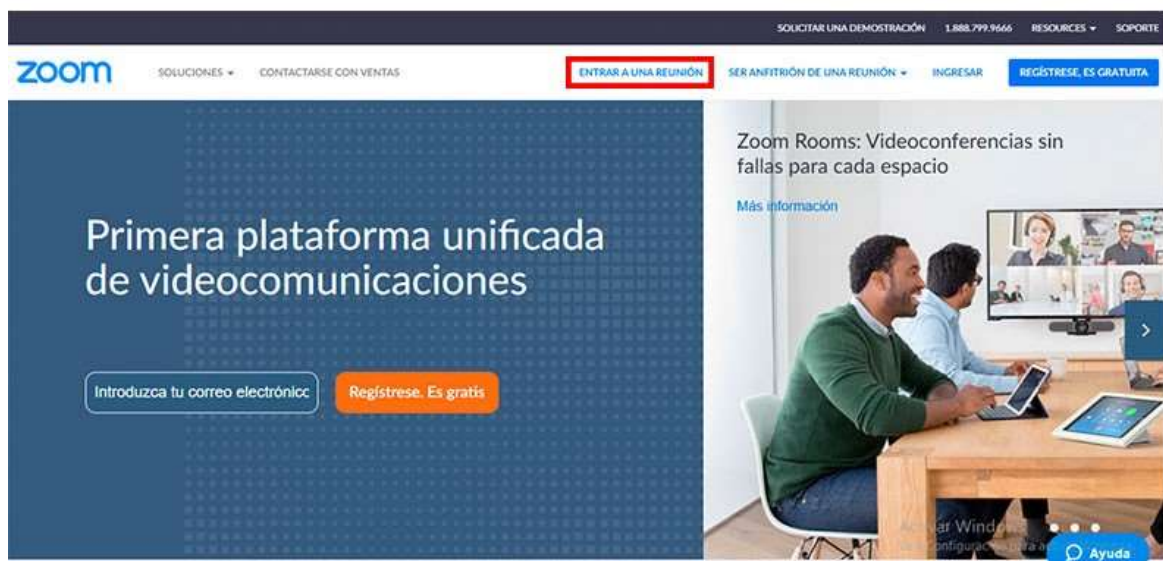 SOLICITAR UNA DEMOSTRACIÓN 1.888.799.9666 RESOURCES SOPORTE
zoom SOLUCIONES CONTACTARSE CON VENTAS ENTRAR A UNA REUNIÓN SER ANFITRIÓN DE UNA REUNIÓN INGRESAR REGÍSTRESE, ES GRATUITA
Primera plataforma unificada
de videocomunicaciones
Introduzca tu correo electrónico
Regístrese. Es gratis
Zoom Rooms: Videoconferencias sin
fallas para cada espacio
Más información
Windows
Ayuda